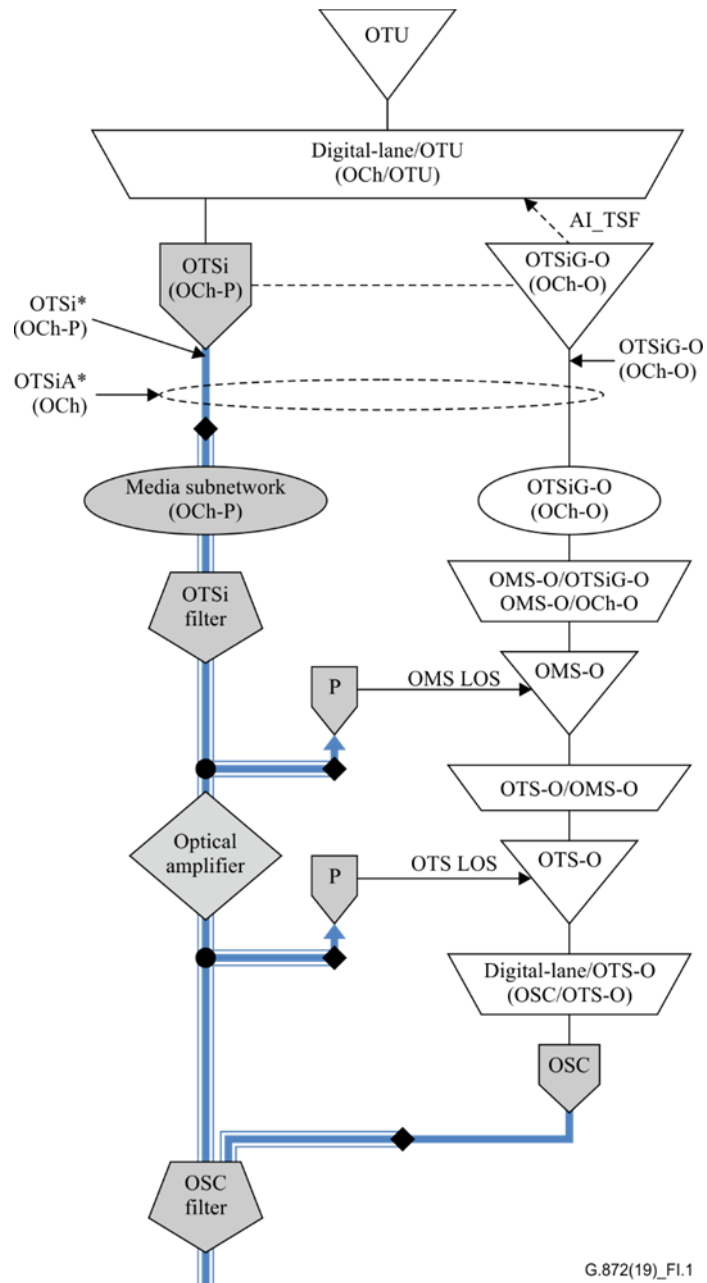 OTU
Digital-lane/OTU
(OCh/OTU)
AI_TSF
OTSi
(OCh-P)
OTSiG-O
(OCh-O)
OTSi*
(OCh-P)
OTSiG-O
(OCh-O)
OTSiA*
(OCh)
Media subnetwork
(OCh-P)
OTSiG-O
(OCh-O)
OTSi
filter
OMS-O/OTSiG-O
OMS-O/OCh-O
P
OMS LOS
OMS-O
OTS-O/OMS-O
Optical
amplifier
P
OTS LOS
OTS-O
Digital-lane/OTS-O
(OSC/OTS-O)
OSC
OSC
filter
G.872(19)_FI.1